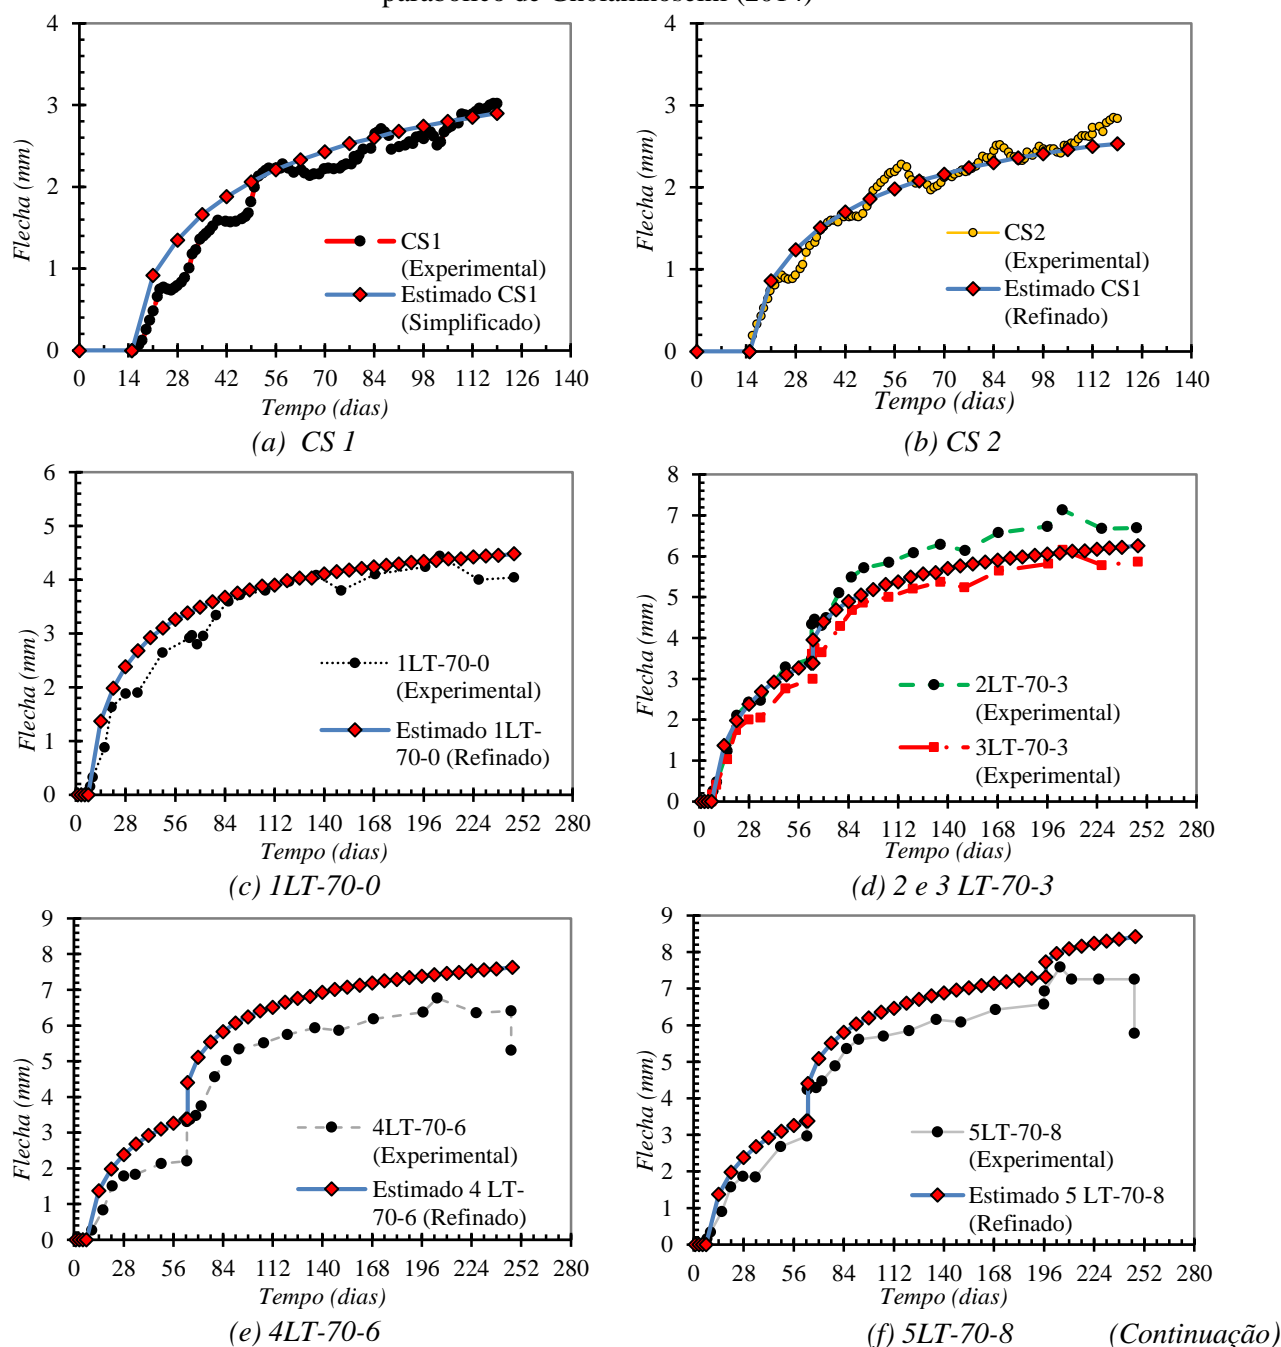 parabólico de Gholamhoseini (2014)
4
3
2
1
0
Flecha (mm)
CS1
(Experimental)
Estimado CS1
(Simplificado)
0 14 28 42 56 70 84 98 112 126 140
Tempo (dias)
(a) CS 1
4
3
2
1
0
Flecha (mm)
CS2
(Experimental)
Estimado CS1
(Refinado)
0 14 28 42 56 70 84 98 112 126 140
Tempo (dias)
(b) CS 2
6
5
4
3
2
1
0
Flecha (mm)
1LT-70-0
(Experimental)
Estimado 1LT-
70-0 (Refinado)
0 28 56 84 112 140 168 196 224 252 280
Tempo (dias)
(c) 1LT-70-0
8
7
6
5
4
3
2
1
0
Flecha (mm)
2LT-70-3
(Experimental)
3LT-70-3
(Experimental)
0 28 56 84 112 140 168 196 224 252 280
Tempo (dias)
(d) 2 e 3 LT-70-3
9
8
7
6
5
4
3
2
1
0
Flecha (mm)
4LT-70-6
(Experimental)
Estimado 4 LT-
70-6 (Refinado)
0 28 56 84 112 140 168 196 224 252 280
Tempo (dias)
(e) 4LT-70-6
9
8
7
6
5
4
3
2
1
0
Flecha (mm)
5LT-70-8
(Experimental)
Estimado 5 LT-70-8
(Refinado)
0 28 56 84 112 140 168 196 224 252 280
Tempo (dias)
(f) 5LT-70-8
(Continuação)